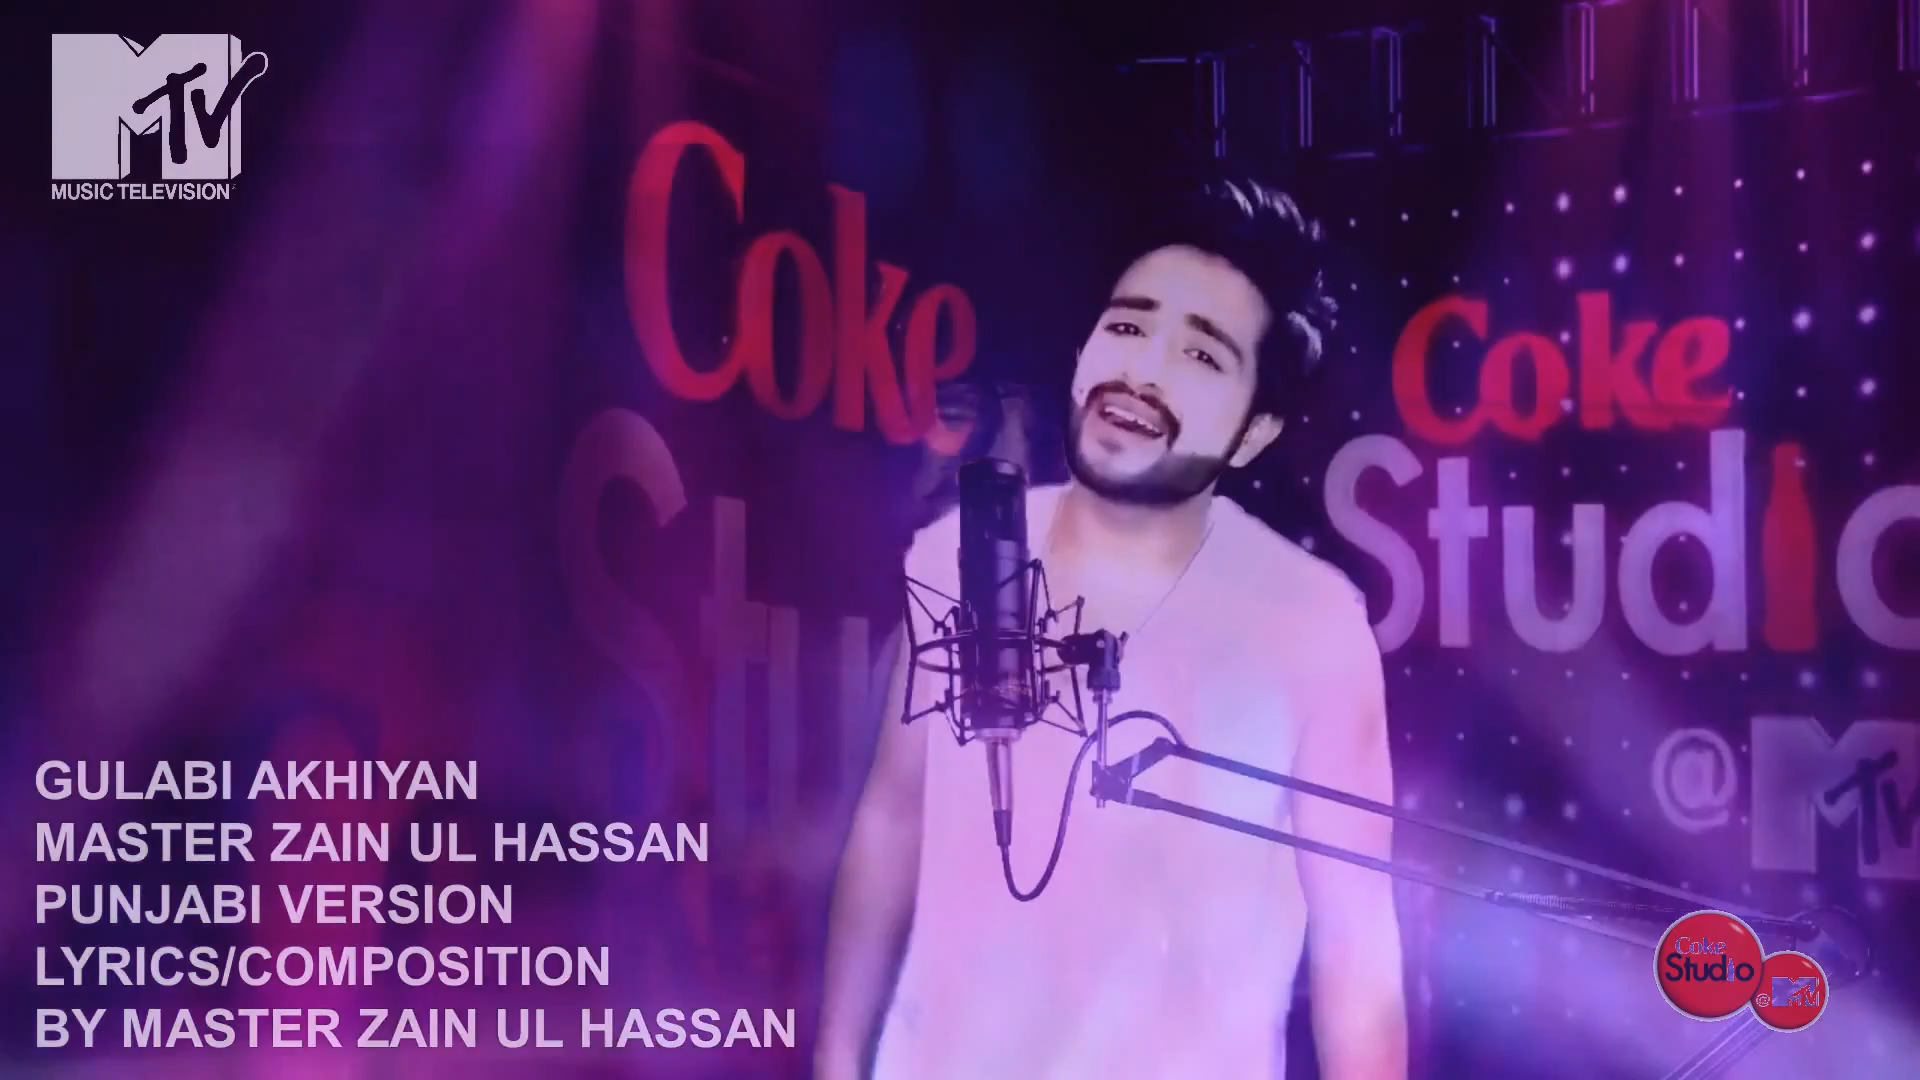 MTV
MUSIC TELEVISION
Coke
Coke
Studio
@MTV
GULABI AKHIYAN
MASTER ZAIN UL HASSAN
PUNJABI VERSION
LYRICS/COMPOSITION
BY MASTER ZAIN UL HASSAN
Coke
Studio
@MTV